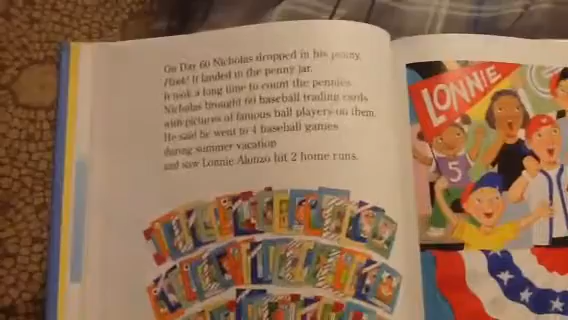 On Day 60 Nicholas dropped in his penny.
Plink! It landed in the penny jar.
It took a long time to count the pennies.
Nicholas brought 60 baseball trading cards
with pictures of famous ball players on them.
He said he went to 4 baseball games
during summer vacation
and saw Lonnie Alonzo hit 2 home runs.
LONNIE
5